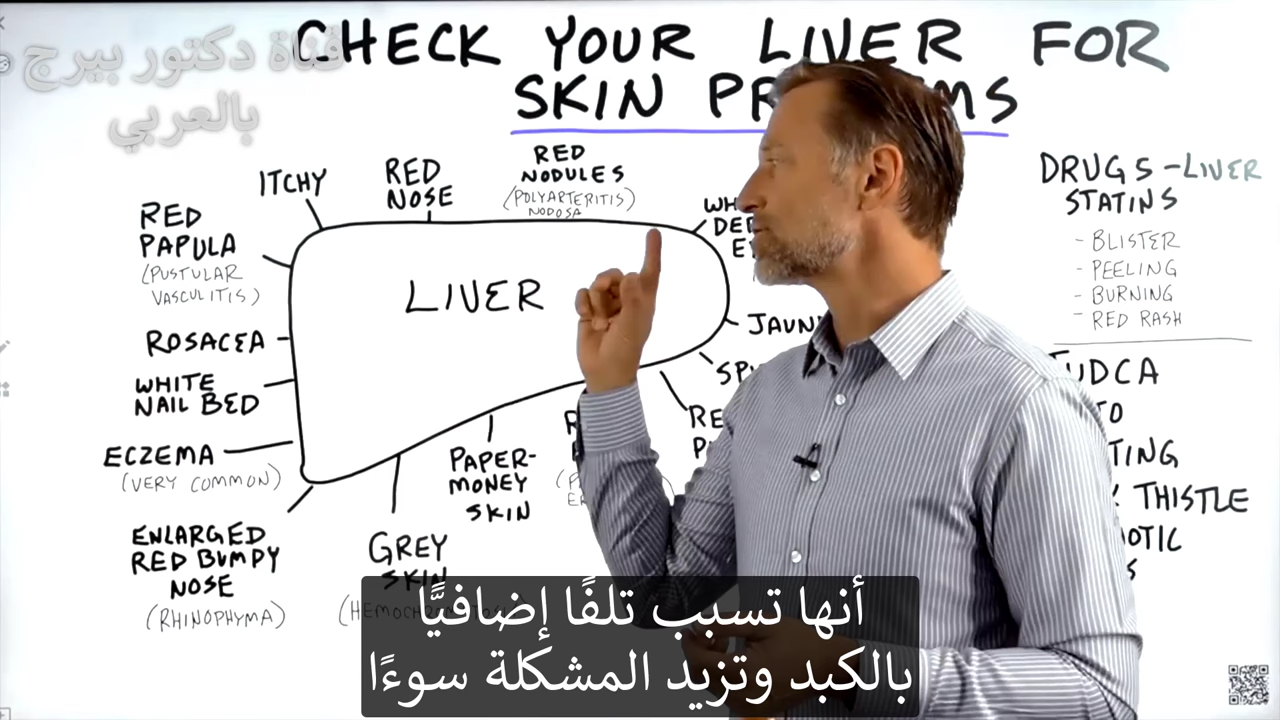 قناة دكتور بيرج
بالعربي
CHECK YOUR LIVER FOR
SKIN
ITCHY
RED
NOSE
RED
NODULES
(POLYARTERITIS)
NODOSA
RED
PAPULA
(PUSTULAR
VASCULITIS)
ROSACEA
WHITE
NAIL BED
ECZEMA
(VERY COMMON)
ENLARGED
RED BUMPY
NOSE
(RHINOPHYMA)
GREY
SKIN
PAPER-
MONEY
SKIN
LIVER
DRUGS - LIVER
STATINS
- BLISTER
- PEELING
- BURNING
- RED RASH
TUDCA
THISTLE
أنها تسبب تلفًا إضافيًّا
بالكبد وتزيد المشكلة سوءًا